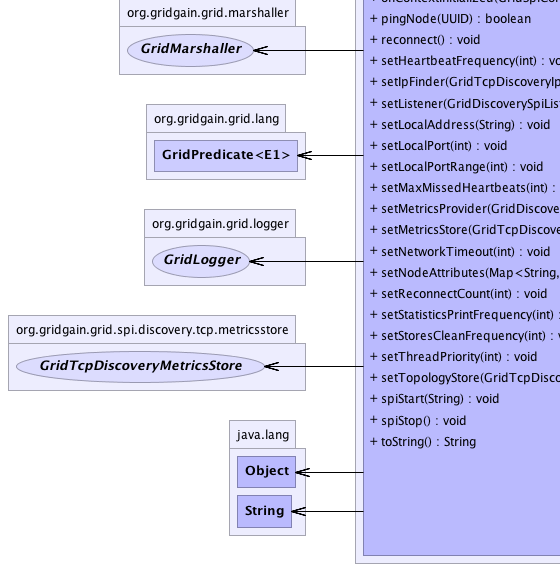 org.gridgain.grid.marshaller
GridMarshaller
org.gridgain.grid.lang
GridPredicate<E1>
org.gridgain.grid.logger
GridLogger
org.gridgain.grid.spi.discovery.tcp.metricsstore
GridTcpDiscoveryMetricsStore
java.lang
Object
String
+ pingNode(UUID) : boolean
+ reconnect() : void
+ setHeartbeatFrequency(int) : vo
+ setIpFinder(GridTcpDiscoveryIp
+ setListener(GridDiscoverySpiList
+ setLocalAddress(String) : void
+ setLocalPort(int) : void
+ setLocalPortRange(int) : void
+ setMaxMissedHeartbeats(int) :
+ setMetricsProvider(GridDiscove
+ setMetricsStore(GridTcpDiscove
+ setNetworkTimeout(int) : void
+ setNodeAttributes(Map<String,
+ setReconnectCount(int) : void
+ setStatisticsPrintFrequency(int) :
+ setStoresCleanFrequency(int) : v
+ setThreadPriority(int) : void
+ setTopologyStore(GridTcpDisco
+ spiStart(String) : void
+ spiStop() : void
+ toString() : String